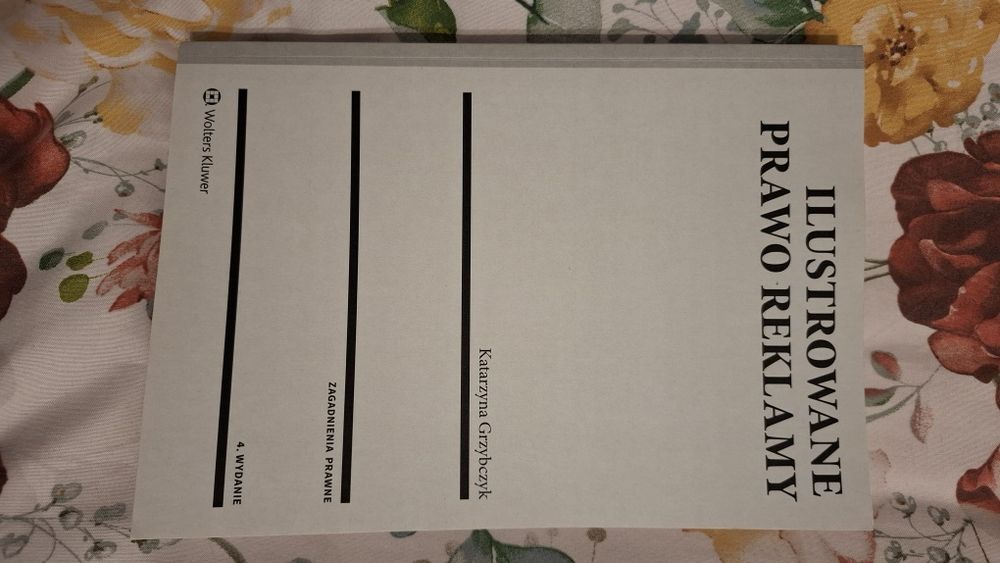 ILUSTROWANE
PRAWO REKLAMY
Katarzyna Grzybczyk
ZAGADNIENIA PRAWNE
4. WYDANIE
Wolters Kluwer